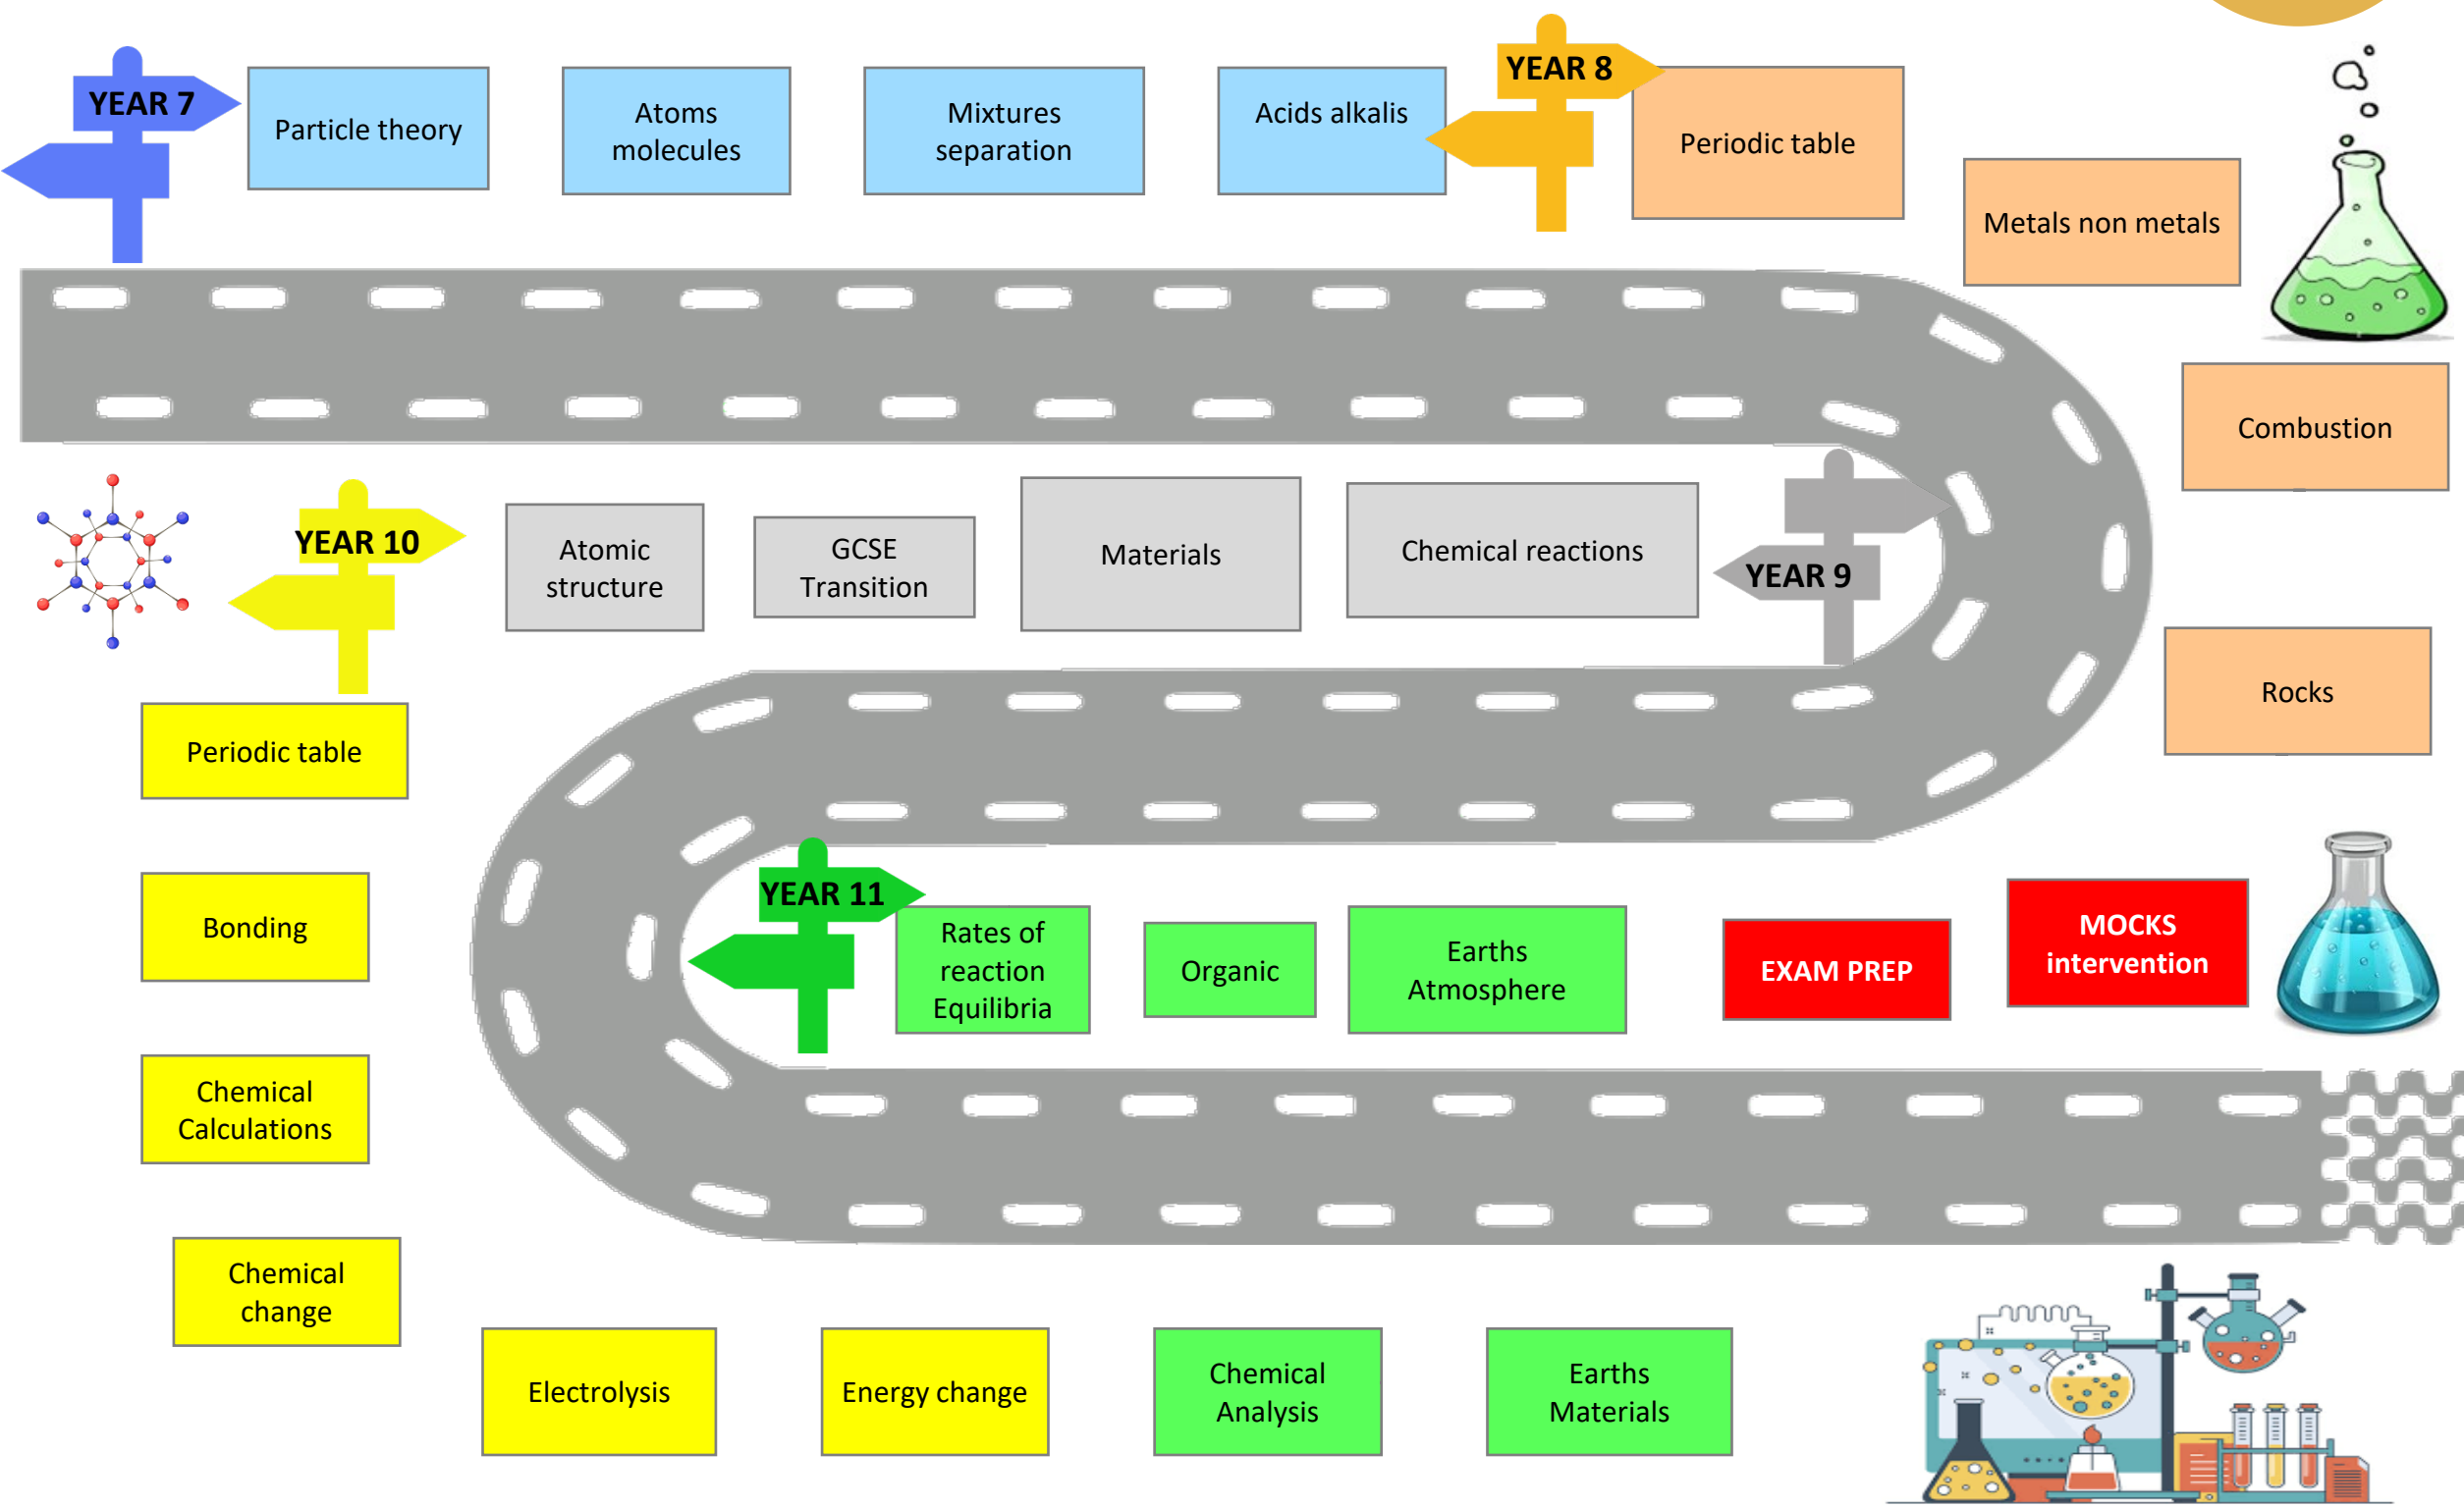 YEAR 7
Particle theory
Atoms
molecules
Mixtures
separation
Acids alkalis
YEAR 8
Periodic table
Metals non metals
Combustion
Rocks
YEAR 9
Chemical reactions
Materials
GCSE
Transition
Atomic
structure
YEAR 10
Periodic table
Bonding
Chemical
Calculations
Chemical
change
Electrolysis
Energy change
YEAR 11
Rates of
reaction
Equilibria
Organic
Earths
Atmosphere
Chemical
Analysis
Earths
Materials
EXAM PREP
MOCKS
intervention